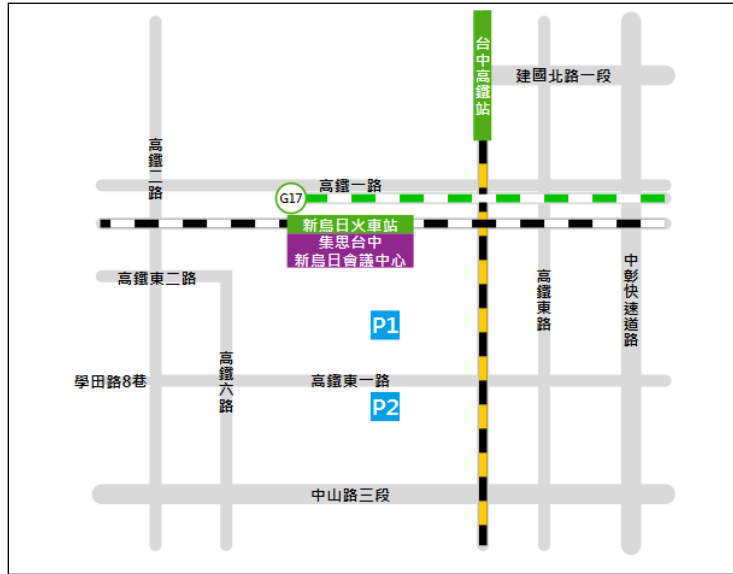 台中高鐵站
建國北路一段
高鐵二路
高鐵一路
G17
新烏日火車站
集思台中
新烏日會議中心
高鐵東二路
高鐵東路
中彰快速道路
P1
高鐵六路
學田路8巷
高鐵東一路
P2
中山路三段